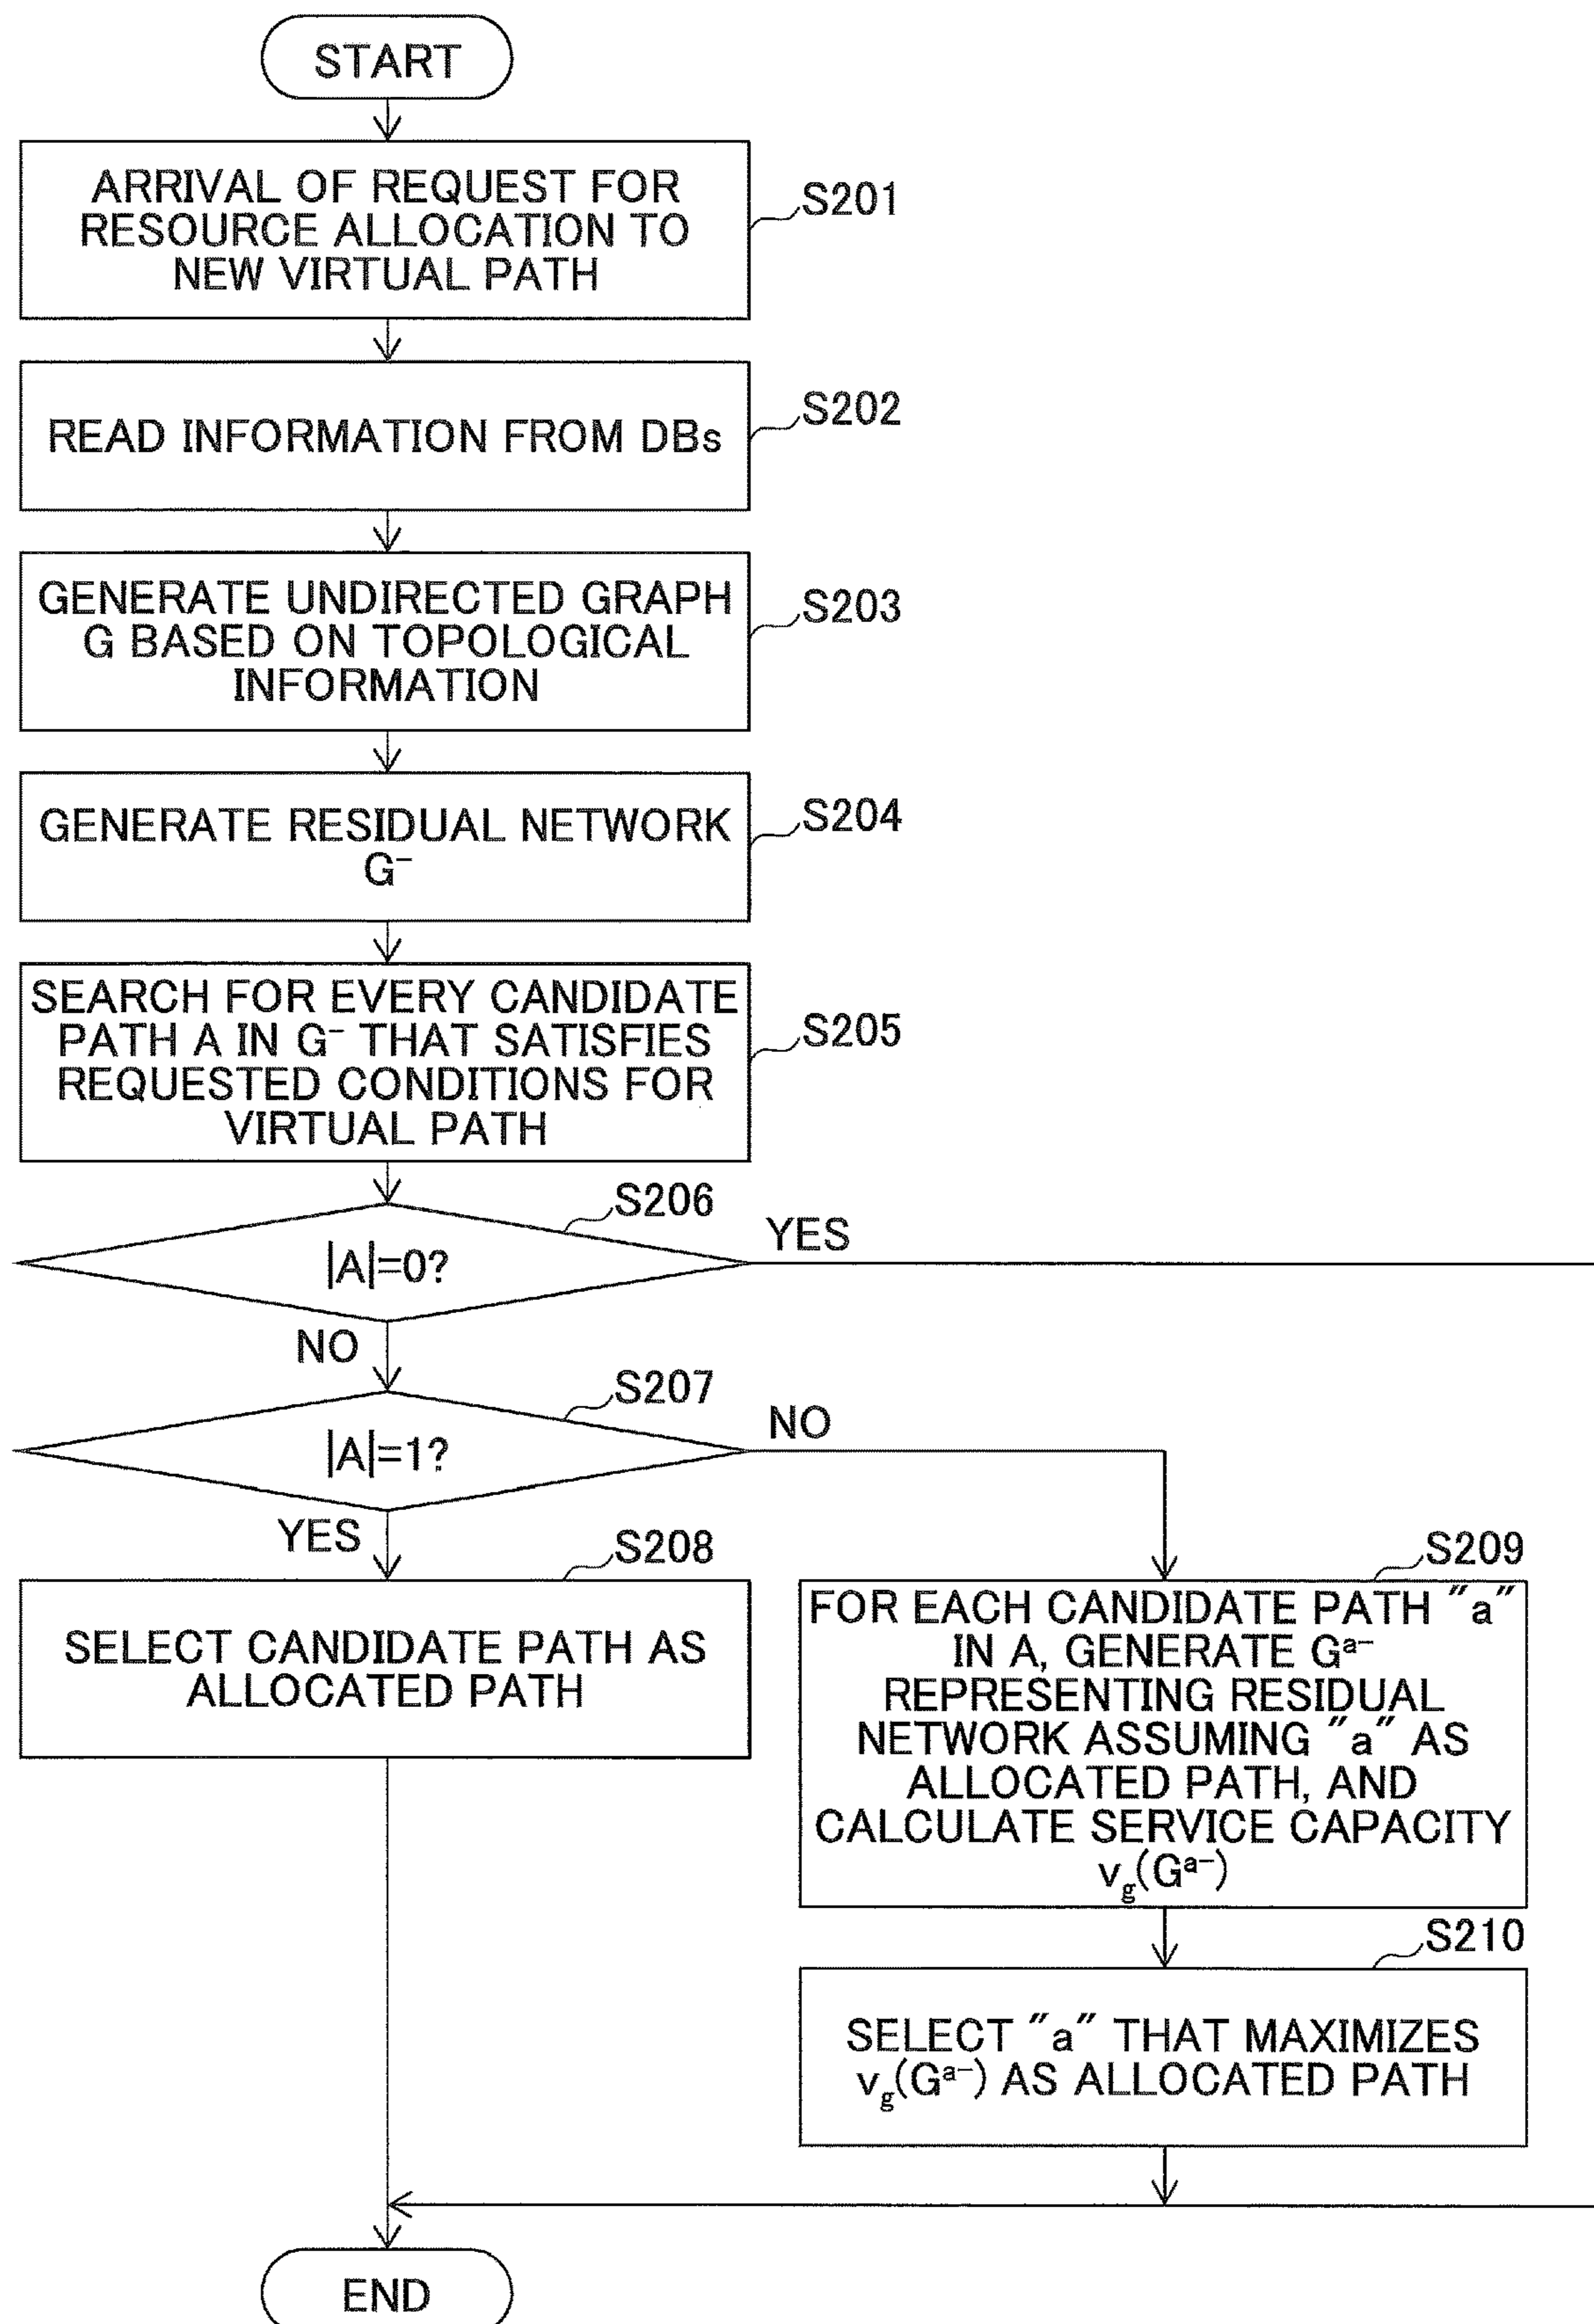 START
ARRIVAL OF REQUEST FOR
RESOURCE ALLOCATION TO
NEW VIRTUAL PATH
S201
READ INFORMATION FROM DBs
S202
GENERATE UNDIRECTED GRAPH
G BASED ON TOPOLOGICAL
INFORMATION
S203
GENERATE RESIDUAL NETWORK
G⁻
S204
SEARCH FOR EVERY CANDIDATE
PATH A IN G⁻ THAT SATISFIES
REQUESTED CONDITIONS FOR
VIRTUAL PATH
S205
S206
|A|=0?
YES
NO
S207
|A|=1?
NO
YES
S208
SELECT CANDIDATE PATH AS
ALLOCATED PATH
S209
FOR EACH CANDIDATE PATH "a"
IN A, GENERATE Gᵃ⁻
REPRESENTING RESIDUAL
NETWORK ASSUMING "a" AS
ALLOCATED PATH, AND
CALCULATE SERVICE CAPACITY
v_g(Gᵃ⁻)
S210
SELECT "a" THAT MAXIMIZES
v_g(Gᵃ⁻) AS ALLOCATED PATH
END